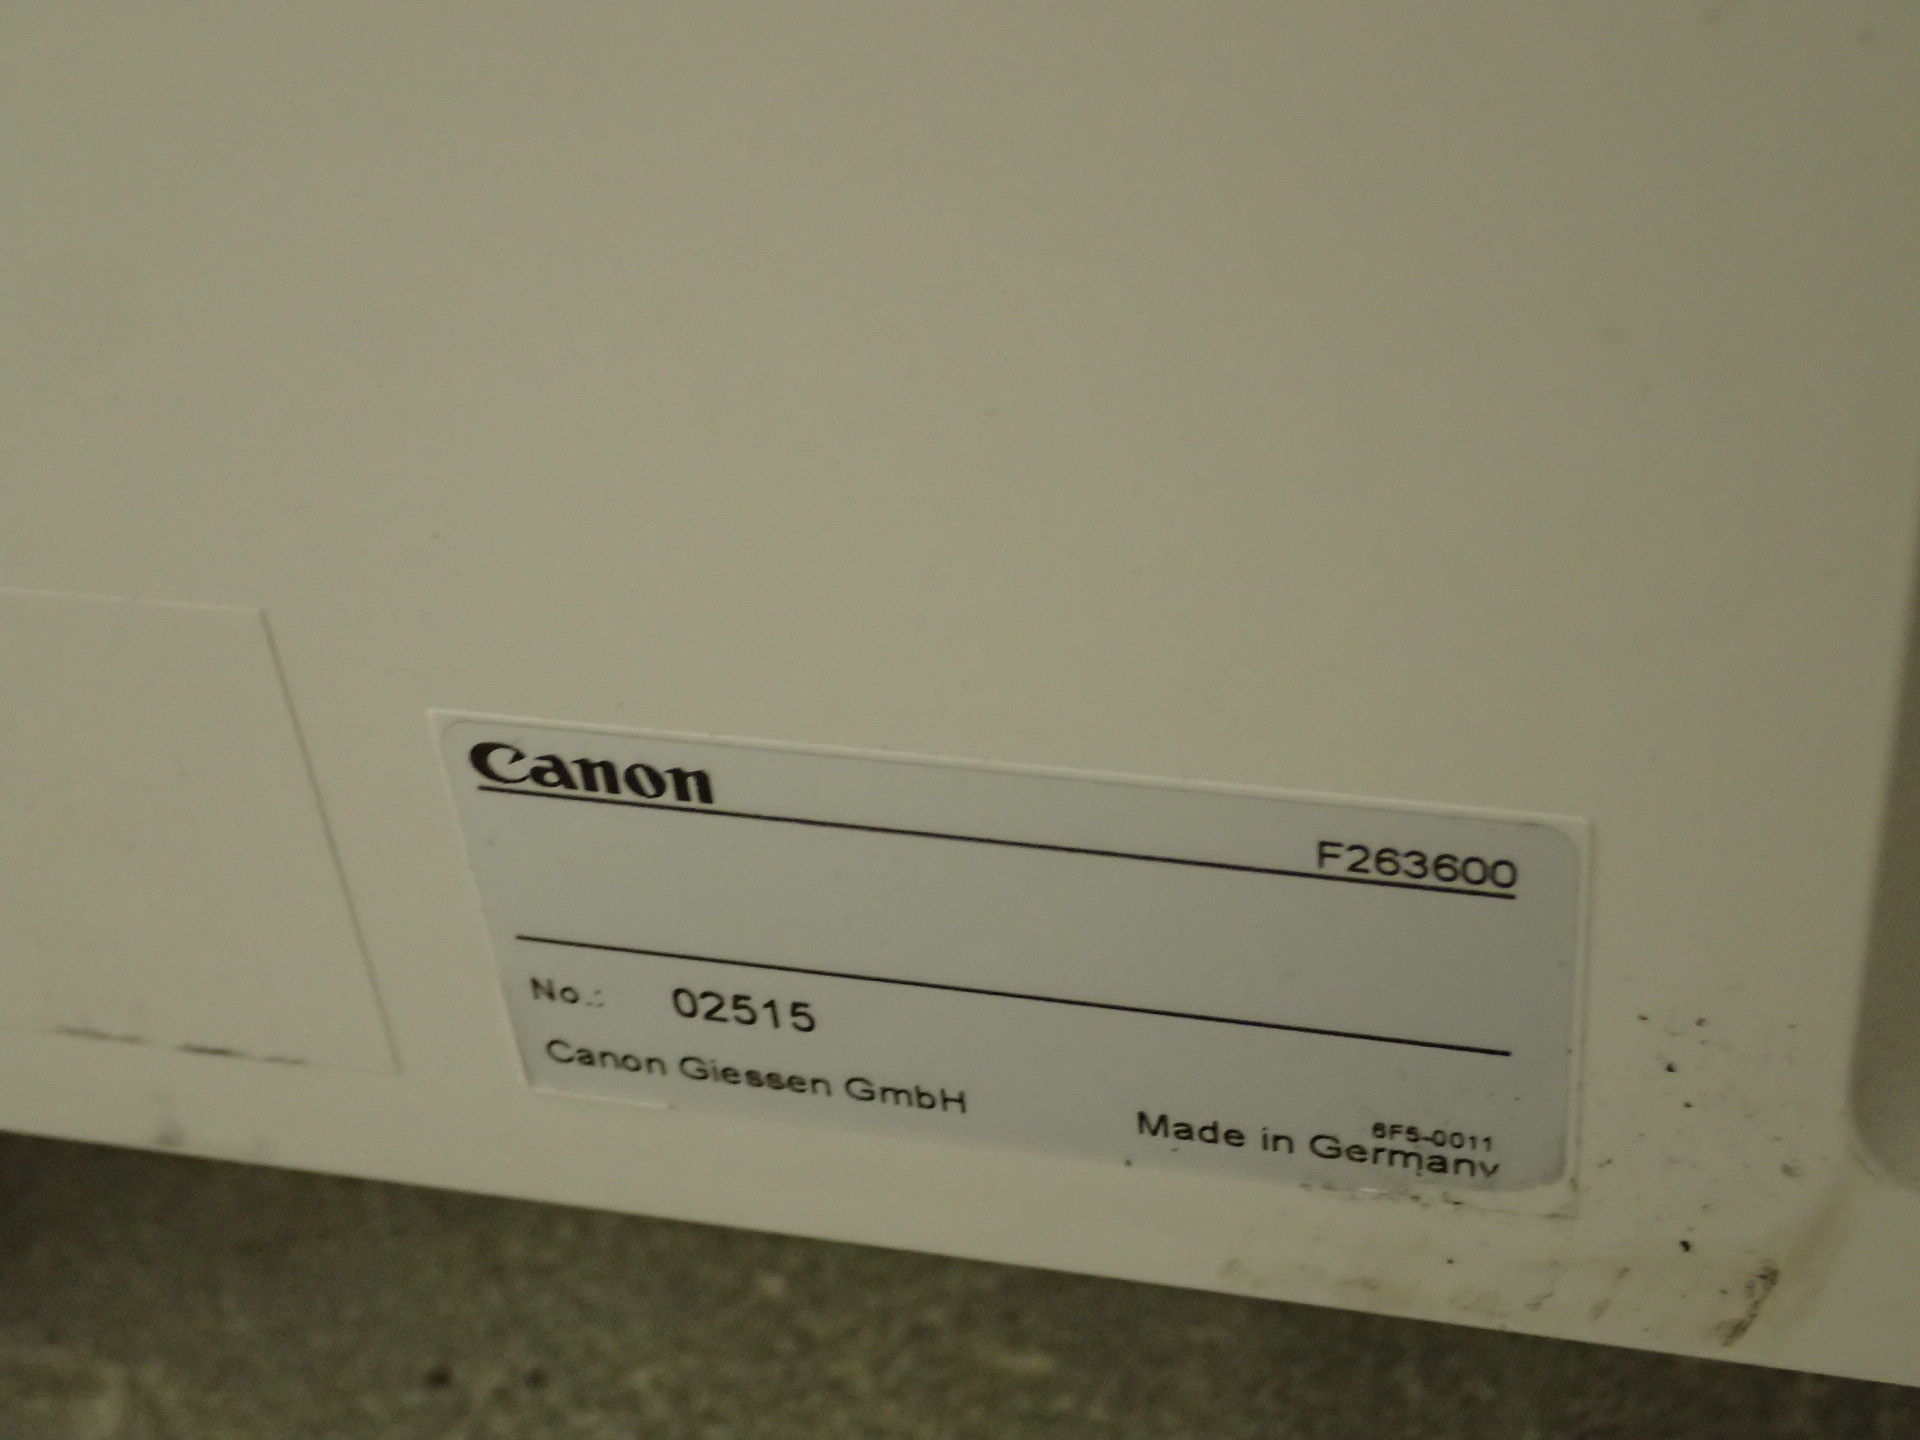 Canon
F263600
No.: 02515
Canon Giessen GmbH
6F5-0011
Made in Germany